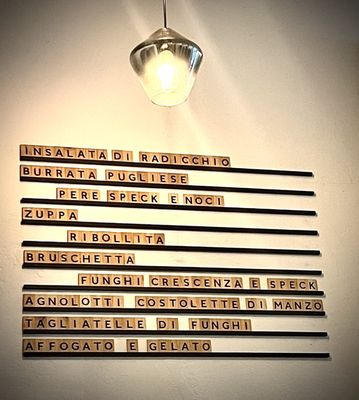 INSALATA DI RADICCHIO
BURRATA PUGLIESE
PERE SPECK E NOCI
ZUPPA
RIBOLLITA
BRUSCHETTA
FUNGHI CRESCENZA E SPECK
AGNOLOTTI COSTOLETTE DI MANZO
TAGLIATELLE DI FUNGHI
AFFOGATO E GELATO